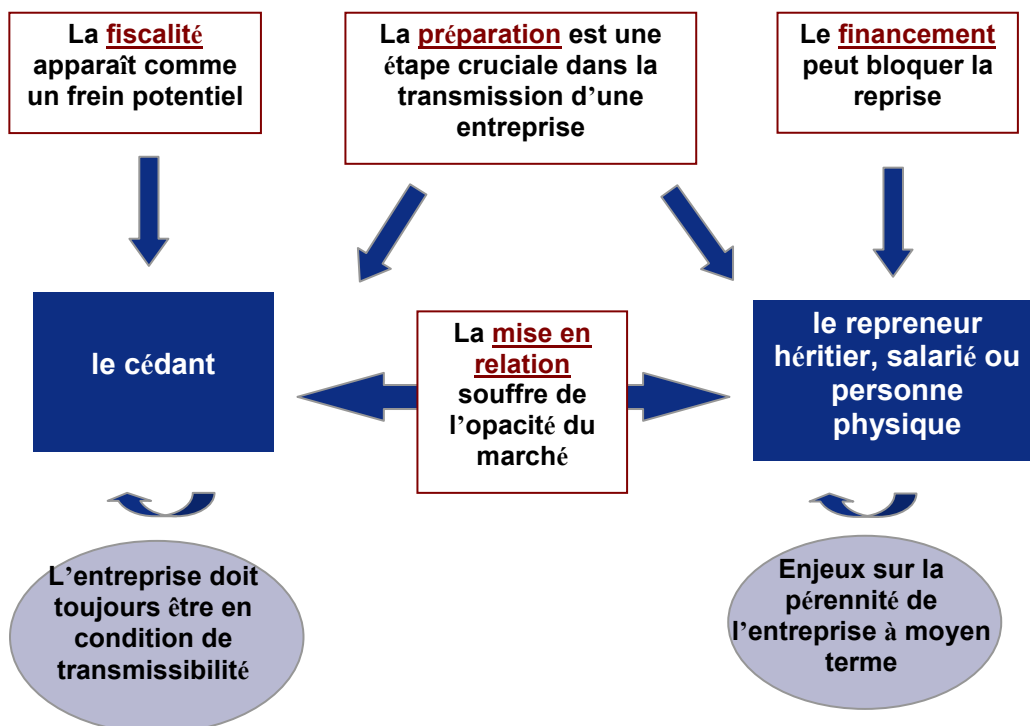 La fiscalité
apparaît comme
un frein potentiel
La préparation est une
étape cruciale dans la
transmission d’une
entreprise
Le financement
peut bloquer la
reprise
le cédant
La mise en
relation
souffre de
l’opacité du
marché
le repreneur
héritier, salarié ou
personne
physique
L’entreprise doit
toujours être en
condition de
transmissibilité
Enjeux sur la
pérennité de
l’entreprise à moyen
terme